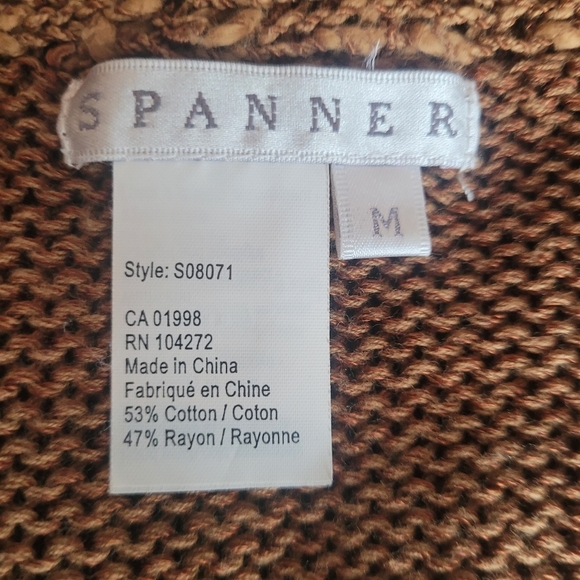 SPANNER
M
Style: S08071
CA 01998
RN 104272
Made in China
Fabriqué en Chine
53% Cotton / Coton
47% Rayon / Rayonne